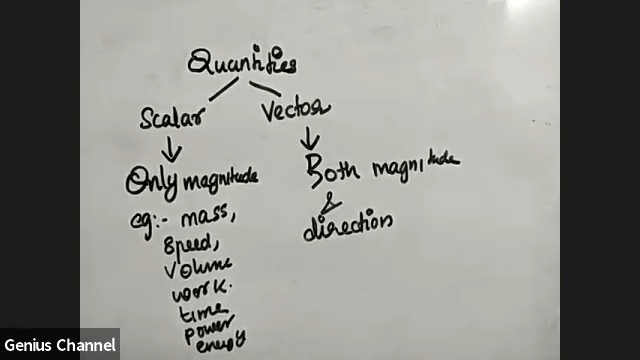 Quantities
Scalar
Vector
Only magnitude
Both magnitude
&
direction
eg:- mass,
speed,
Volume
work.
time
power
energy
Genius Channel